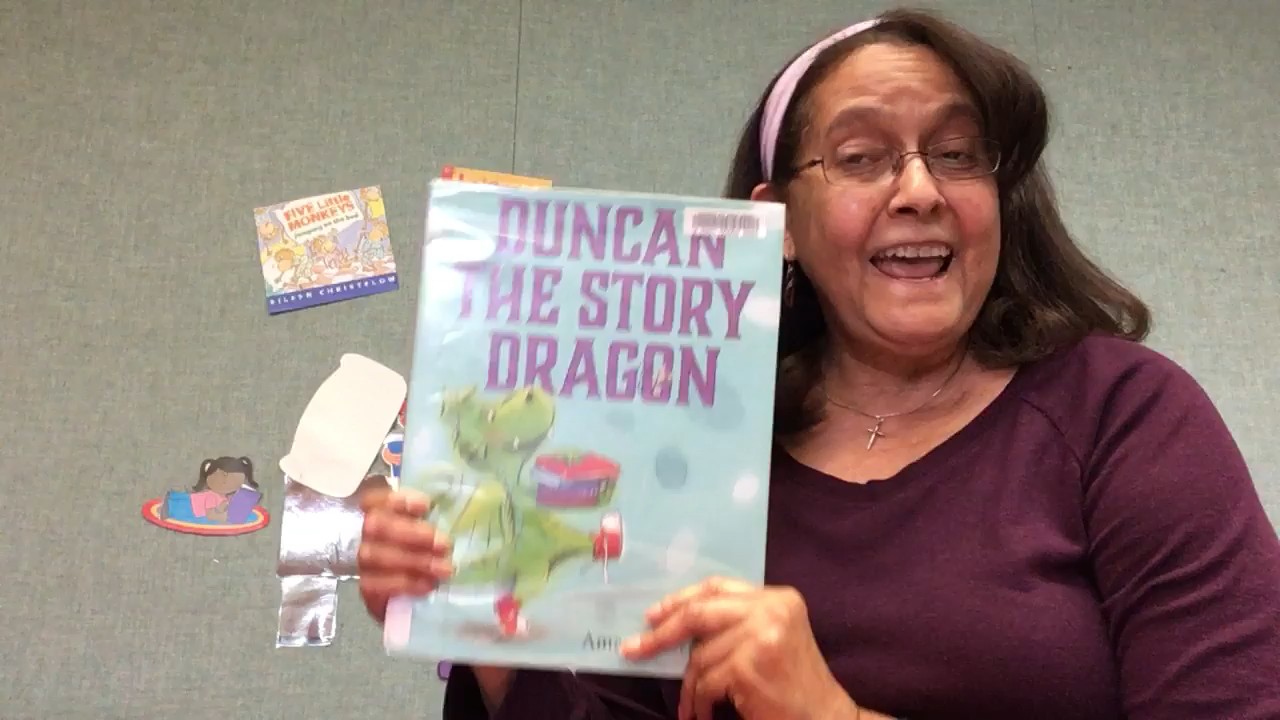 FIVE LittLe
MONKEYS
jumping on the bed
EILEEN CHRISTELOW
DUNCAN
THE STORY
DRAGON